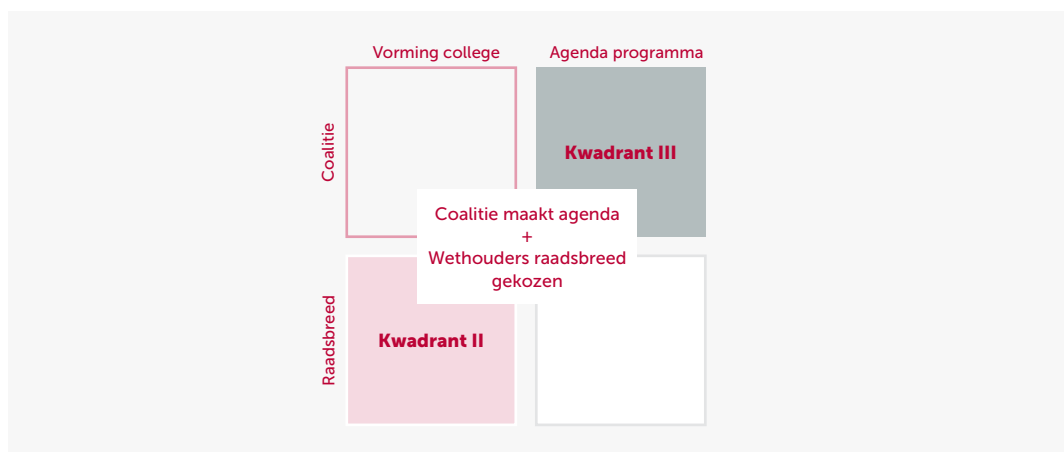 Vorming college
Agenda programma
Coalitie
Kwadrant III
Coalitie maakt agenda
+
Wethouders raadsbreed
gekozen
Raadsbreed
Kwadrant II